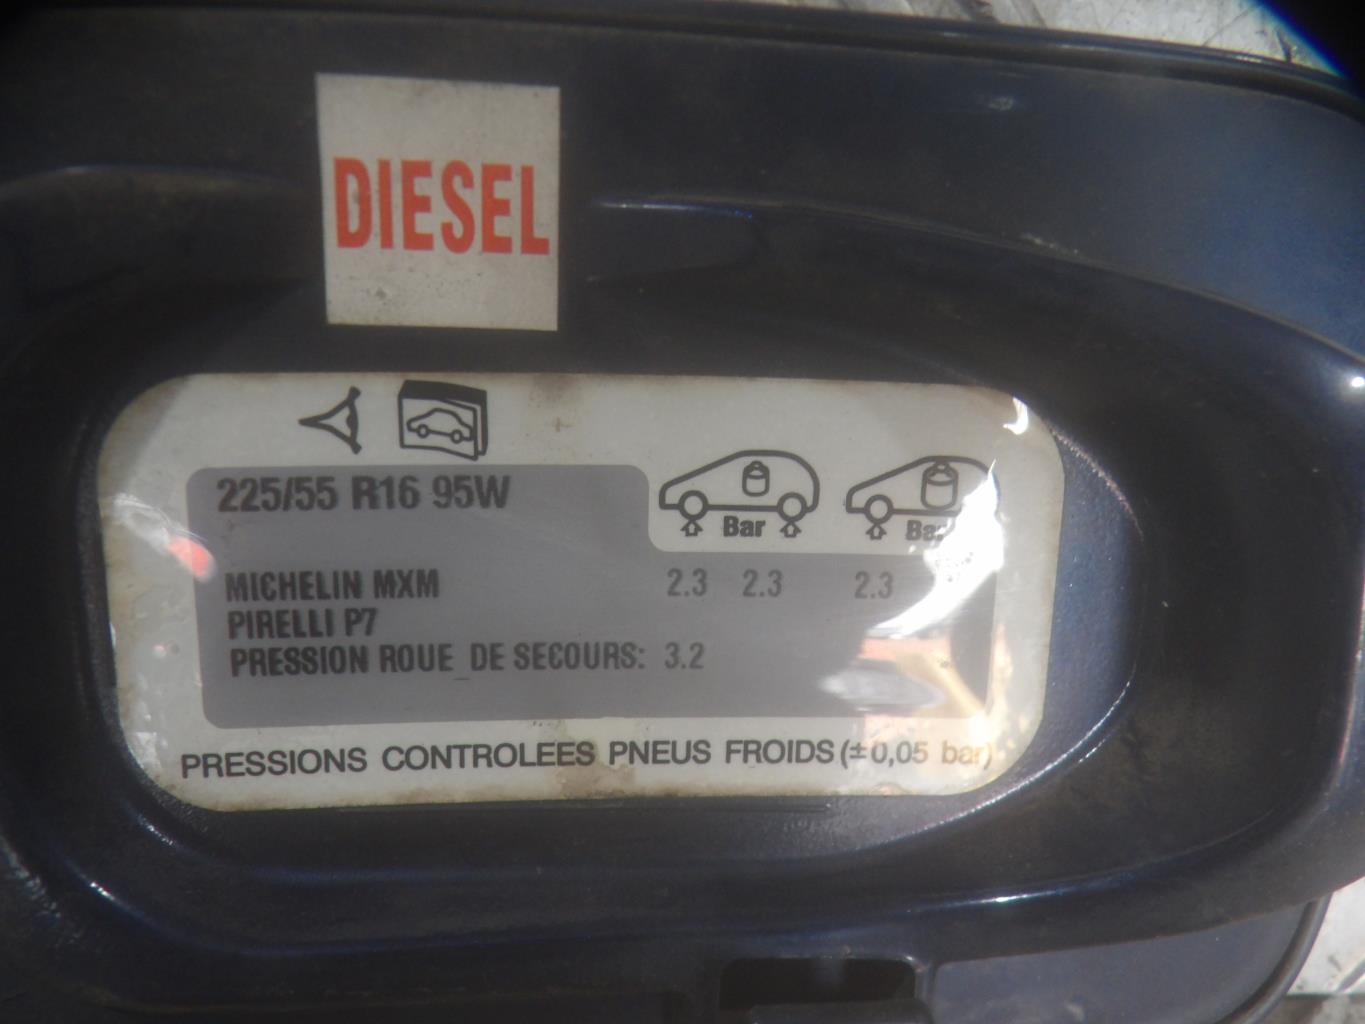 DIESEL
225/55 R16 95W
Bar
MICHELIN MXM 2.3 2.3 2.3
PIRELLI P7
PRESSION ROUE DE SECOURS: 3.2
PRESSIONS CONTROLEES PNEUS FROIDS (±0,05 bar)